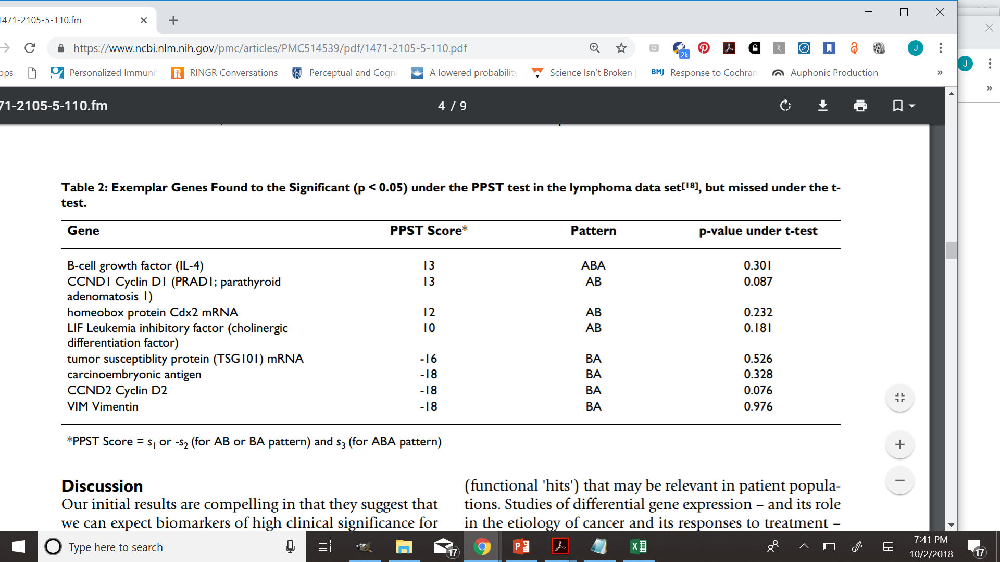 471-2105-5-110.fm
https://www.ncbi.nlm.nih.gov/pmc/articles/PMC514539/pdf/1471-2105-5-110.pdf
2k
J
J
Personalized Immuni
RINGR Conversations
Perceptual and Cogni
A lowered probability
Science Isn't Broken |
BMJ Response to Cochran
Auphonic Production
»
»
71-2105-5-110.fm
4 / 9
Table 2: Exemplar Genes Found to the Significant (p < 0.05) under the PPST test in the lymphoma data set[18], but missed under the t-
test.
Gene PPST Score* Pattern p-value under t-test
B-cell growth factor (IL-4) 13 ABA 0.301
CCND1 Cyclin D1 (PRAD1; parathyroid 13 AB 0.087
adenomatosis 1)
homeobox protein Cdx2 mRNA 12 AB 0.232
LIF Leukemia inhibitory factor (cholinergic 10 AB 0.181
differentiation factor)
tumor susceptiblity protein (TSG101) mRNA -16 BA 0.526
carcinoembryonic antigen -18 BA 0.328
CCND2 Cyclin D2 -18 BA 0.076
VIM Vimentin -18 BA 0.976
*PPST Score = s1 or -s2 (for AB or BA pattern) and s3 (for ABA pattern)
Discussion
Our initial results are compelling in that they suggest that
we can expect biomarkers of high clinical significance for
(functional 'hits') that may be relevant in patient popula-
tions. Studies of differential gene expression – and its role
in the etiology of cancer and its responses to treatment –
Type here to search
17
7:41 PM
10/2/2018
17